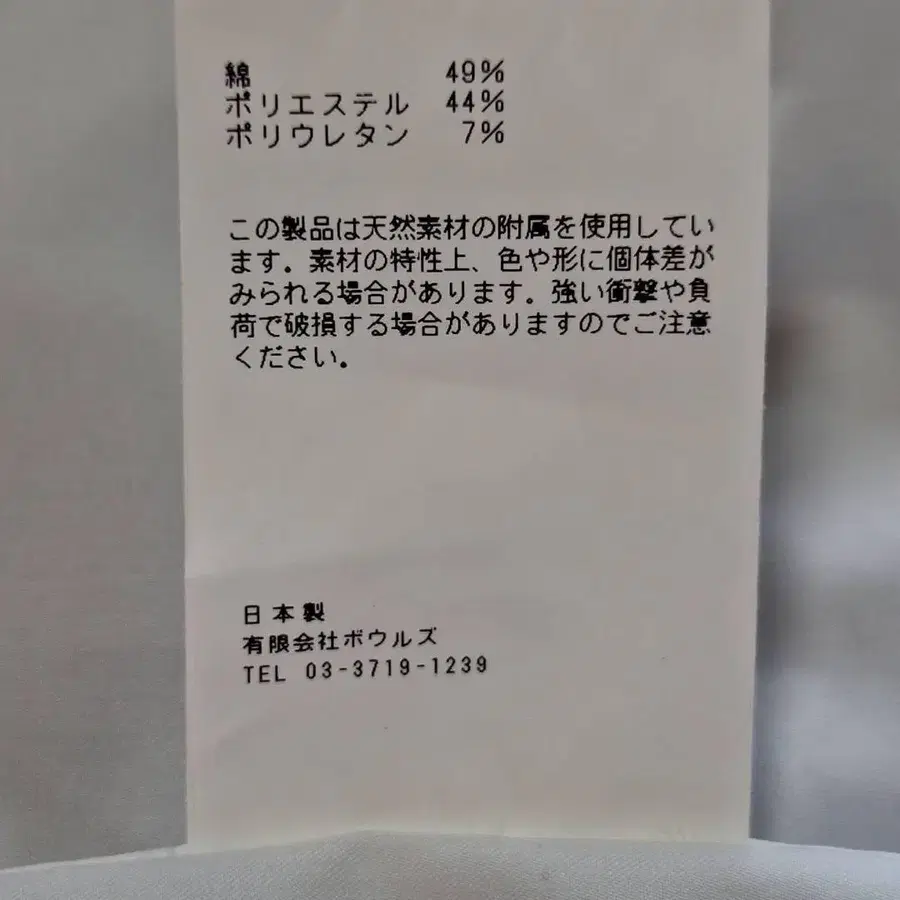 綿 49%
ポリエステル 44%
ポリウレタン 7%
この製品は天然素材の附属を使用してい
ます。素材の特性上、色や形に個体差が
みられる場合があります。強い衝撃や負
荷で破損する場合がありますのでご注意
ください。
日本製
有限会社ボウルズ
TEL 03-3719-1239